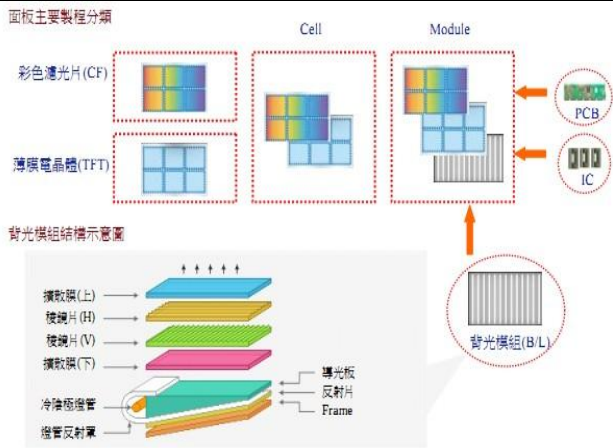 面板主要製程分類
Cell
Module
彩色濾光片(CF)
PCB
薄膜電晶體(TFT)
IC
背光模組結構示意圖
擴散膜(上)
稜鏡片(H)
稜鏡片(V)
擴散膜(下)
背光模組(B/L)
導光板
反射片
冷陰極燈管
Frame
燈管反射罩